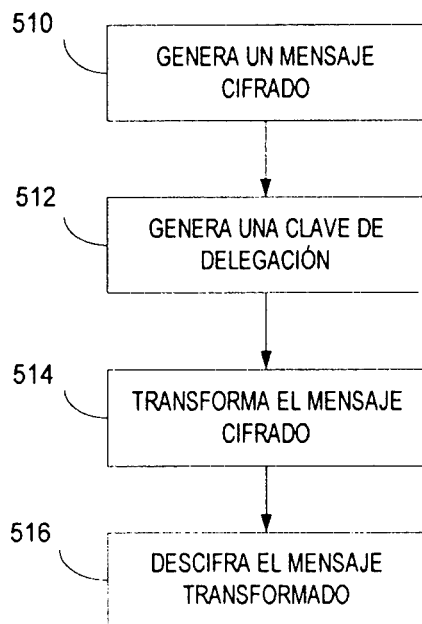 510
GENERA UN MENSAJE
CIFRADO
512
GENERA UNA CLAVE DE
DELEGACIÓN
514
TRANSFORMA EL MENSAJE
CIFRADO
516
DESCIFRA EL MENSAJE
TRANSFORMADO